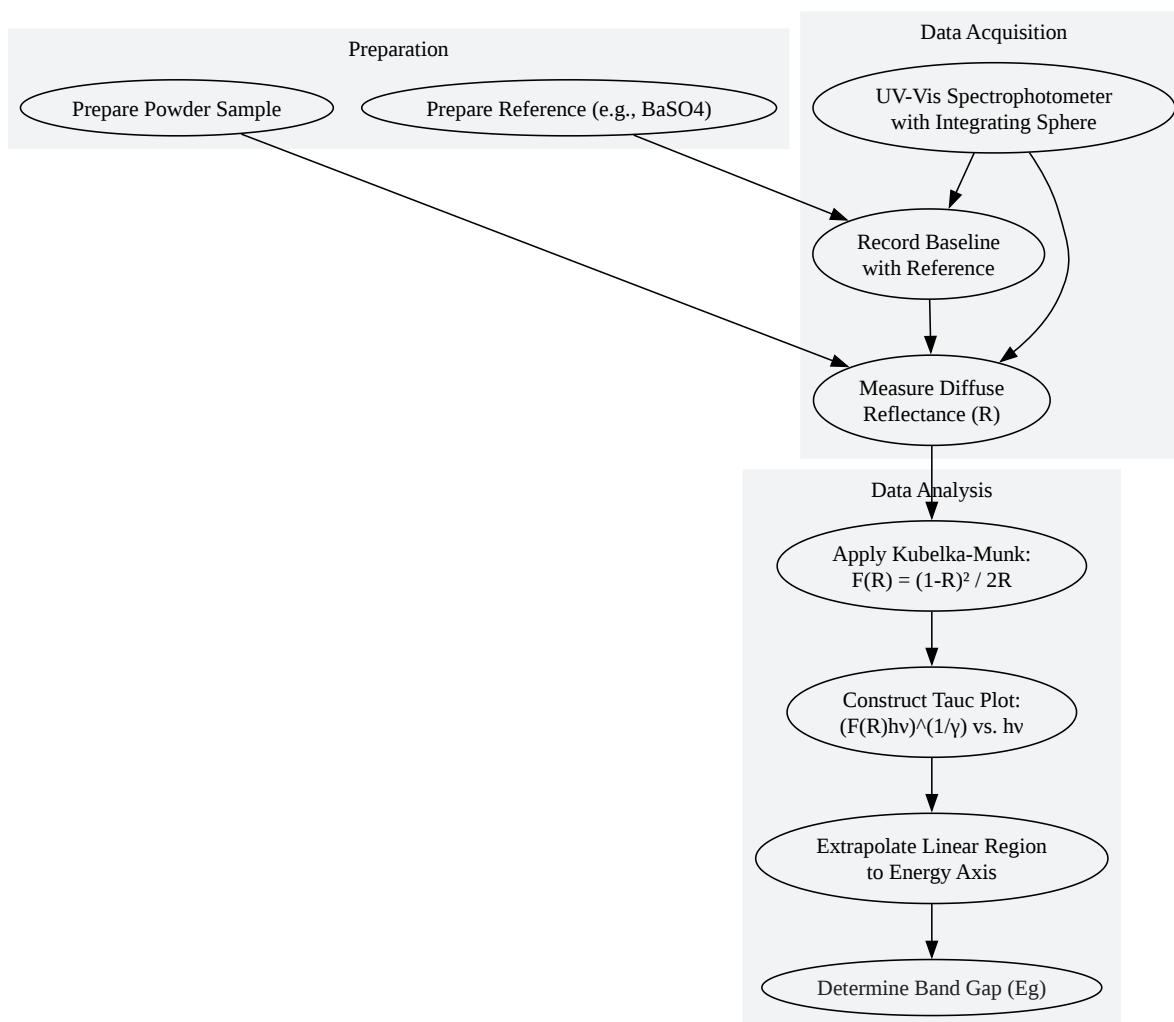 Preparation
Prepare Powder Sample
Prepare Reference (e.g., BaSO4)
Data Acquisition
UV-Vis Spectrophotometer
with Integrating Sphere
Record Baseline
with Reference
Measure Diffuse
Reflectance (R)
Data Analysis
Apply Kubelka-Munk:
F(R) = (1-R)² / 2R
Construct Tauc Plot:
(F(R)hν)^(1/γ) vs. hν
Extrapolate Linear Region
to Energy Axis
Determine Band Gap (Eg)